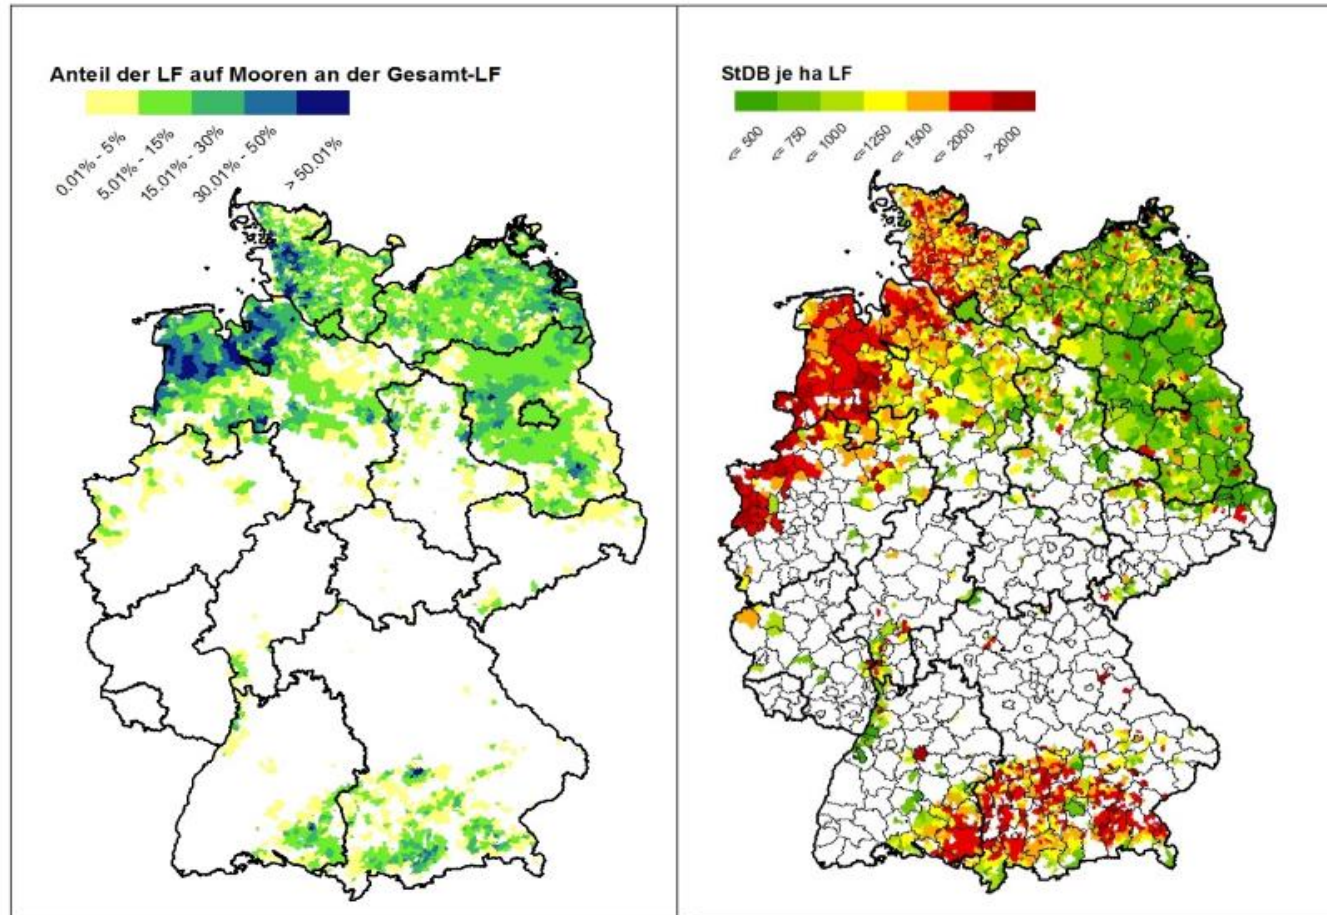 Anteil der LF auf Mooren an der Gesamt-LF
0.01% - 5%
5.01% - 15%
15.01% - 30%
30.01% - 50%
> 50.01%
StDB je ha LF
<= 500
<= 750
<= 1000
<=1250
<= 1500
<= 2000
> 2000